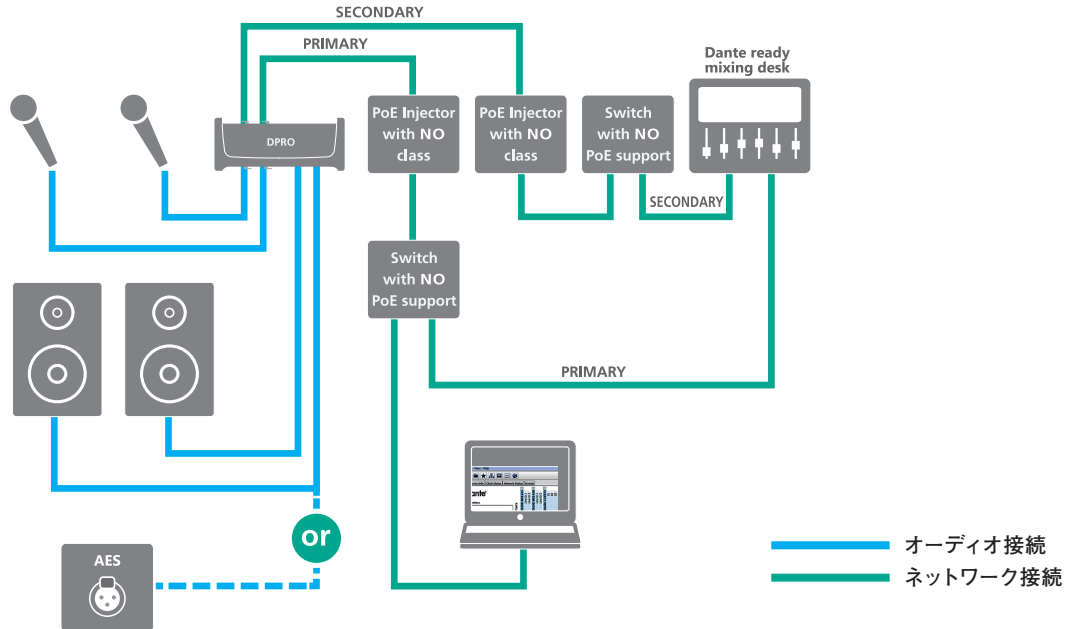 SECONDARY
PRIMARY
Dante ready
mixing desk
PoE Injector
with NO
class
PoE Injector
with NO
class
Switch
with NO
PoE support
DPRO
SECONDARY
Switch
with NO
PoE support
PRIMARY
or
AES
オーディオ接続
ネットワーク接続